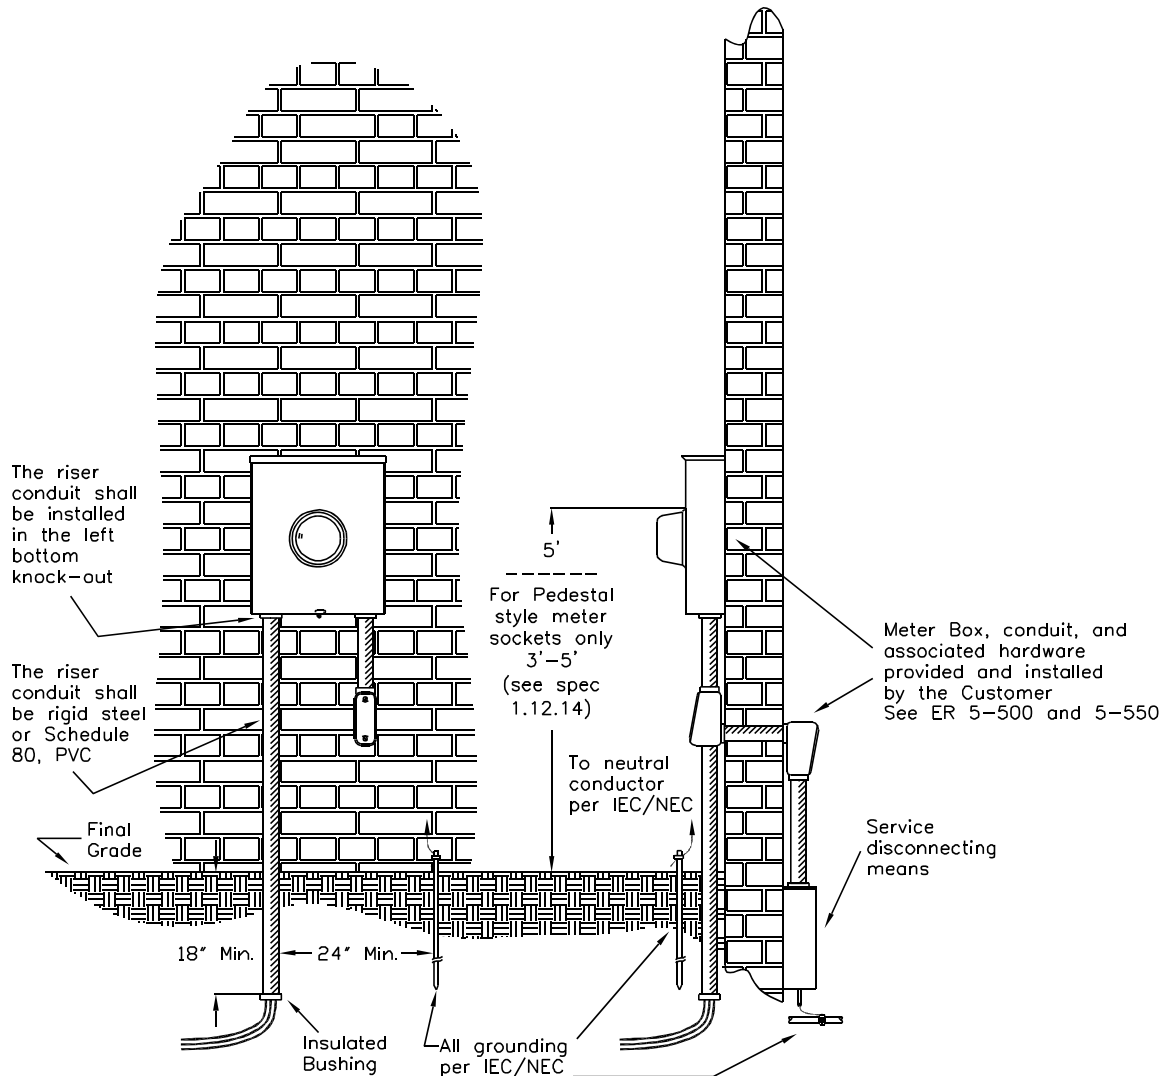 The riser
conduit shall
be installed
in the left
bottom
knock-out
The riser
conduit shall
be rigid steel
or Schedule
80, PVC
Final
Grade
18" Min.
24" Min.
Insulated
Bushing
All grounding
per IEC/NEC
5'
For Pedestal
style meter
sockets only
3'-5'
(see spec
1.12.14)
To neutral
conductor
per IEC/NEC
Meter Box, conduit, and
associated hardware
provided and installed
by the Customer
See ER 5-500 and 5-550
Service
disconnecting
means